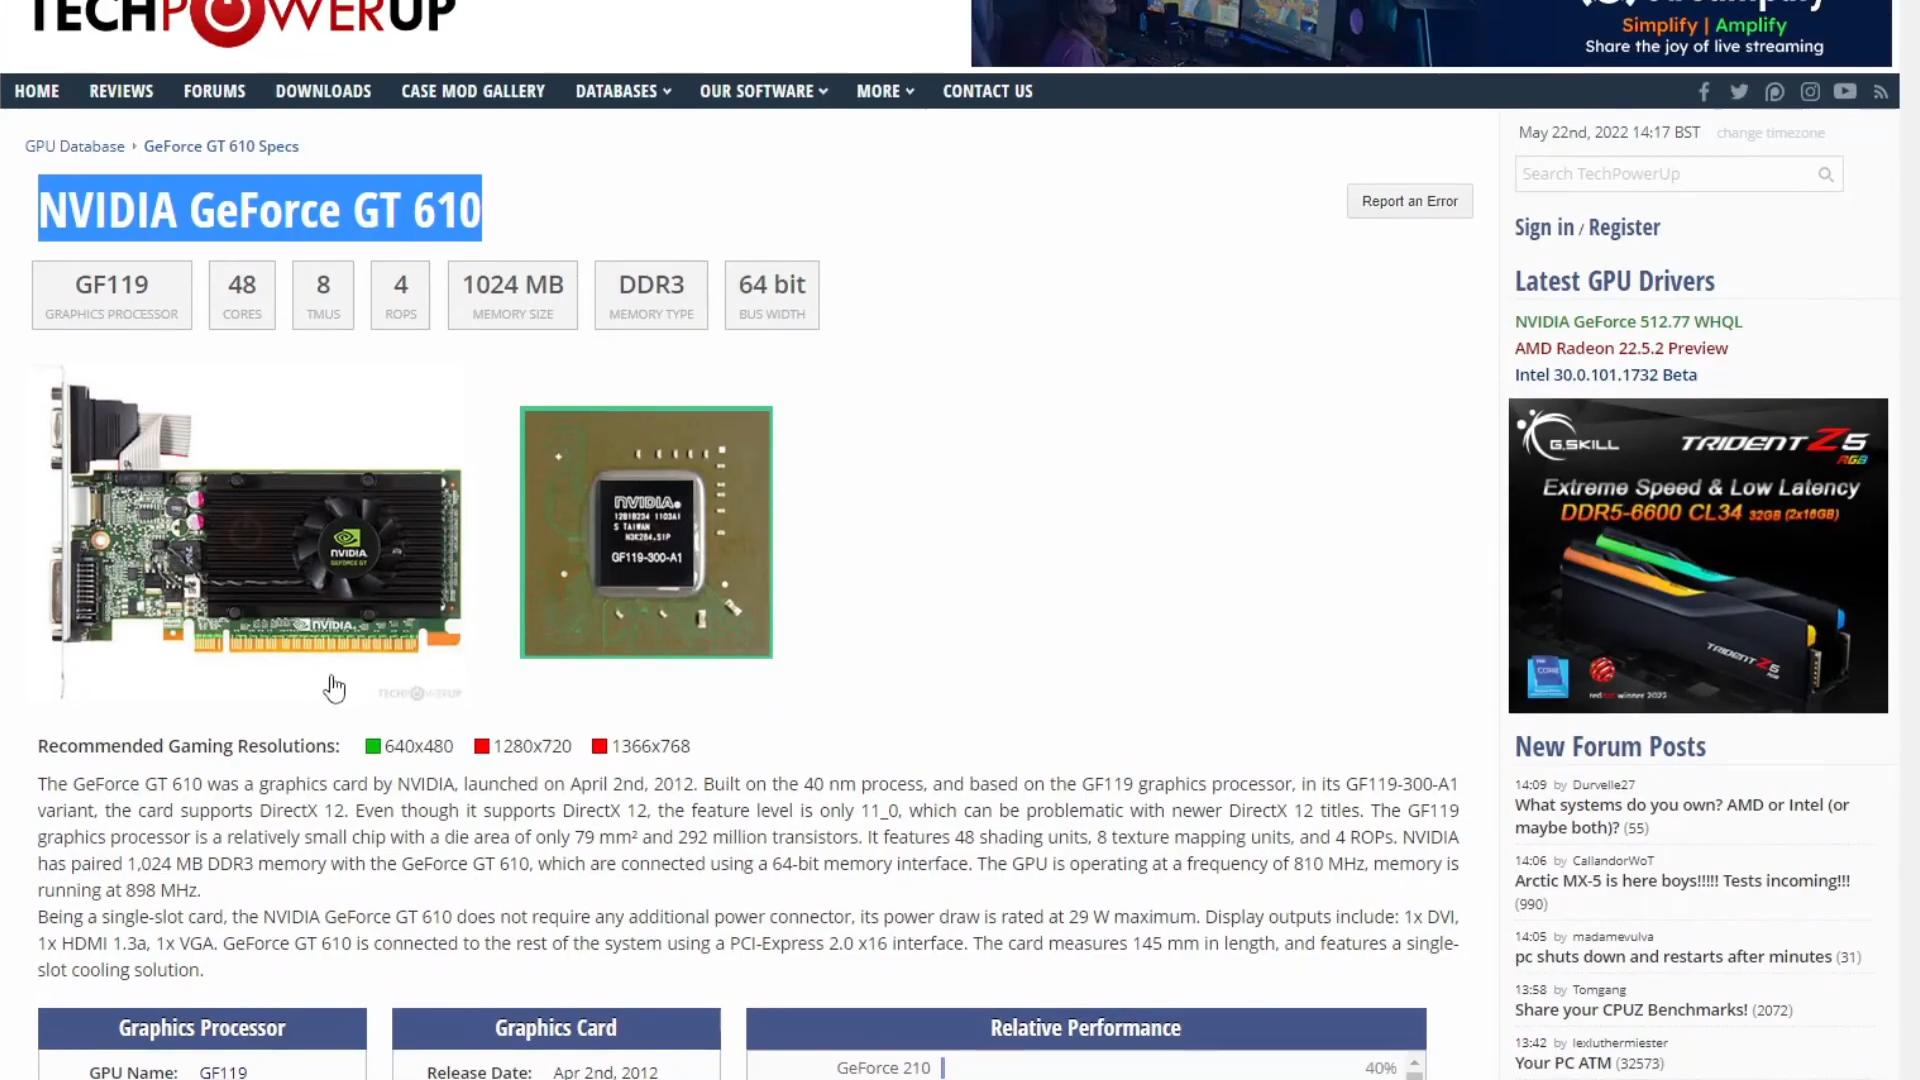 TECHPOWERUP
Simplify | Amplify
Share the joy of live streaming
HOME REVIEWS FORUMS DOWNLOADS CASE MOD GALLERY DATABASES OUR SOFTWARE MORE CONTACT US
GPU Database › GeForce GT 610 Specs
NVIDIA GeForce GT 610
Report an Error
GF119 48 8 4 1024 MB DDR3 64 bit
GRAPHICS PROCESSOR CORES TMUS ROPS MEMORY SIZE MEMORY TYPE BUS WIDTH
NVIDIA
GEFORCE GT
NVIDIA.
TECHPOWERUP
NVIDIA.
S TAIWAN
GF119-300-A1
Recommended Gaming Resolutions: 640x480 1280x720 1366x768
The GeForce GT 610 was a graphics card by NVIDIA, launched on April 2nd, 2012. Built on the 40 nm process, and based on the GF119 graphics processor, in its GF119-300-A1
variant, the card supports DirectX 12. Even though it supports DirectX 12, the feature level is only 11_0, which can be problematic with newer DirectX 12 titles. The GF119
graphics processor is a relatively small chip with a die area of only 79 mm² and 292 million transistors. It features 48 shading units, 8 texture mapping units, and 4 ROPs. NVIDIA
has paired 1,024 MB DDR3 memory with the GeForce GT 610, which are connected using a 64-bit memory interface. The GPU is operating at a frequency of 810 MHz, memory is
running at 898 MHz.
Being a single-slot card, the NVIDIA GeForce GT 610 does not require any additional power connector, its power draw is rated at 29 W maximum. Display outputs include: 1x DVI,
1x HDMI 1.3a, 1x VGA. GeForce GT 610 is connected to the rest of the system using a PCI-Express 2.0 x16 interface. The card measures 145 mm in length, and features a single-
slot cooling solution.
Graphics Processor
GPU Name: GF119
Graphics Card
Release Date: Apr 2nd, 2012
Relative Performance
GeForce 210 40%
May 22nd, 2022 14:17 BST change timezone
Search TechPowerUp
Sign in / Register
Latest GPU Drivers
NVIDIA GeForce 512.77 WHQL
AMD Radeon 22.5.2 Preview
Intel 30.0.101.1732 Beta
G.SKILL TRIDENT Z5
RGB
Extreme Speed & Low Latency
DDR5-6600 CL34 32GB (2x16GB)
TRIDENT Z5
CORE
reddot winner 2022
New Forum Posts
14:09 by Durvelle27
What systems do you own? AMD or Intel (or
maybe both)? (55)
14:06 by CallandorWoT
Arctic MX-5 is here boys!!!!! Tests incoming!!!
(990)
14:05 by madamevulva
pc shuts down and restarts after minutes (31)
13:58 by Tomgang
Share your CPUZ Benchmarks! (2072)
13:42 by lexluthermiester
Your PC ATM (32573)